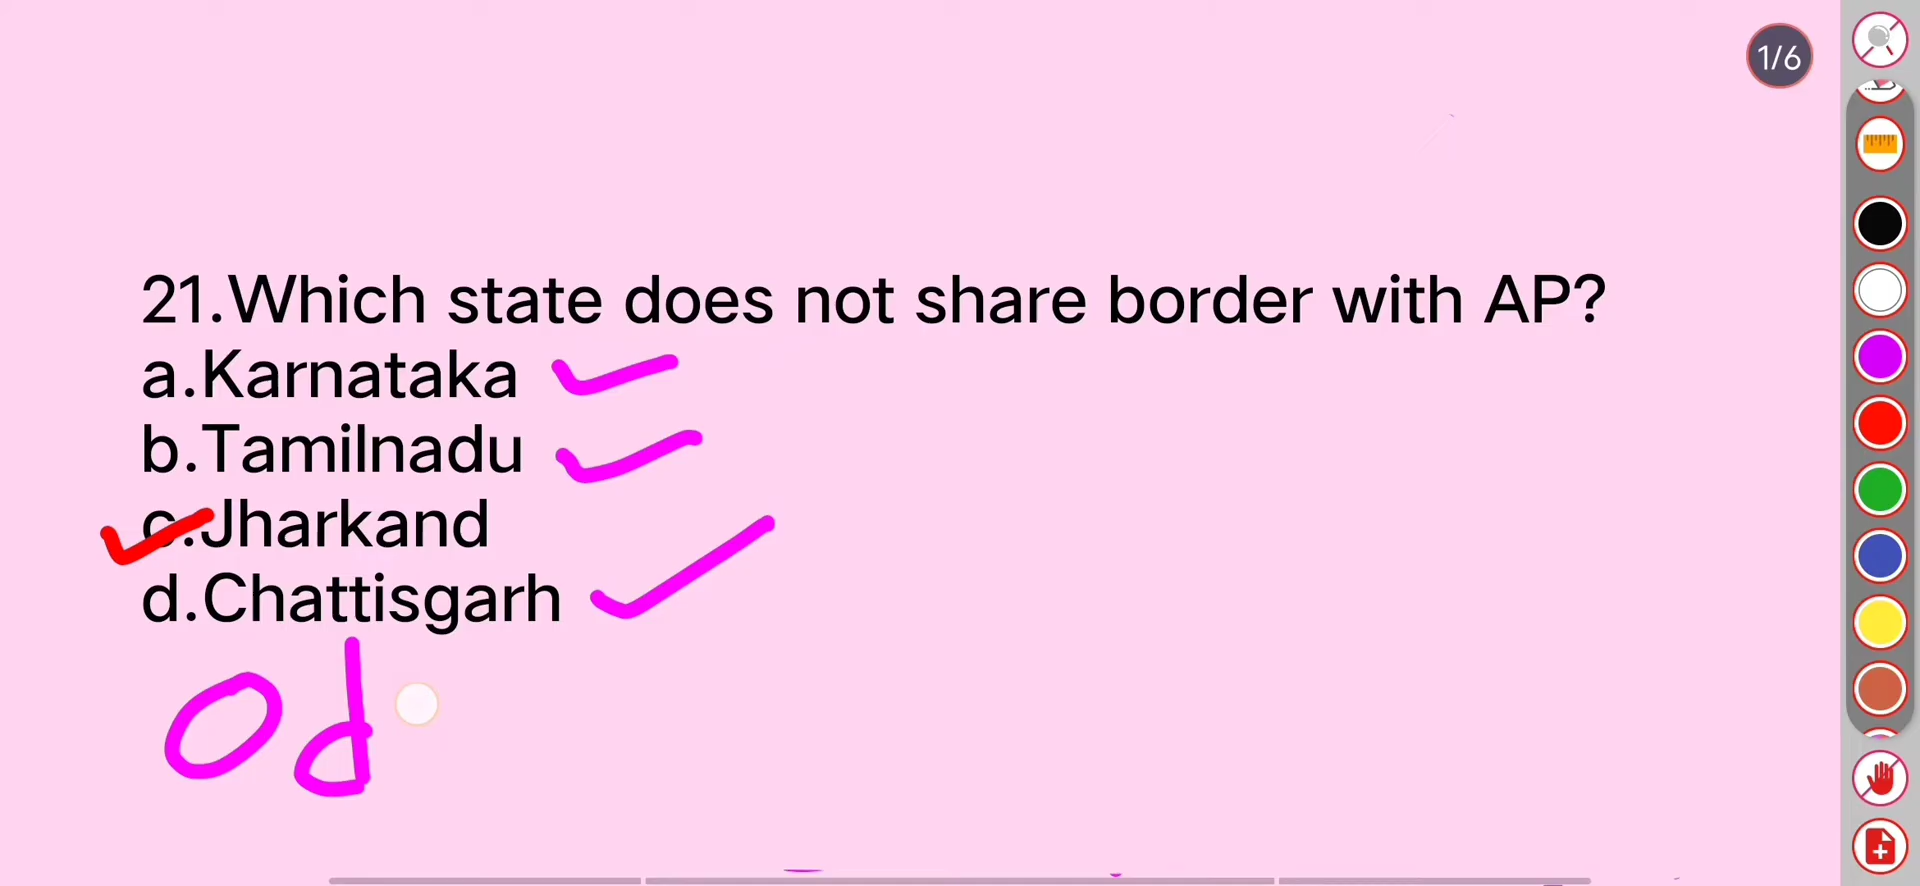 1/6
21.Which state does not share border with AP?
a.Karnataka
b.Tamilnadu
c.Jharkand
d.Chattisgarh
Od